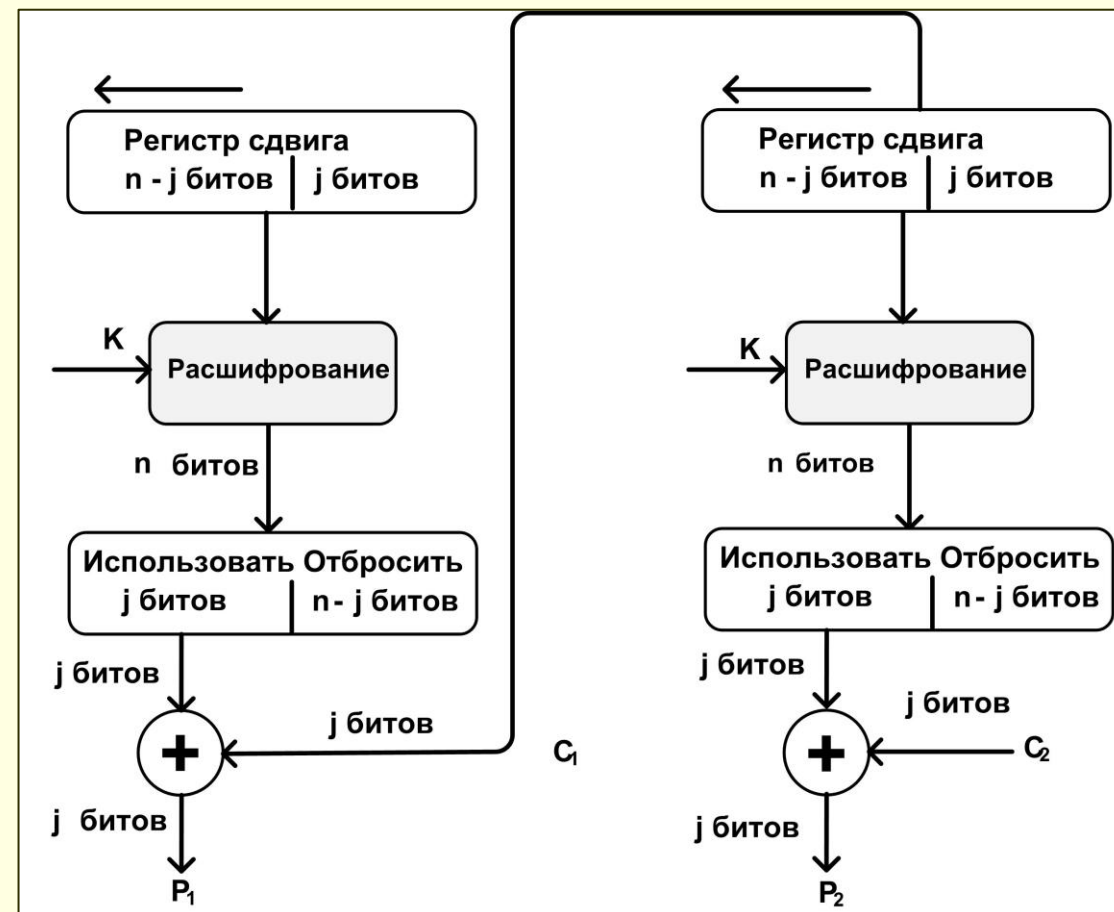 Регистр сдвига
n - j битов j битов
K
Расшифрование
n битов
Использовать Отбросить
j битов n - j битов
j битов
j битов
C₁
j битов
P₁
Регистр сдвига
n - j битов j битов
K
Расшифрование
n битов
Использовать Отбросить
j битов n - j битов
j битов
j битов
C₂
j битов
P₂